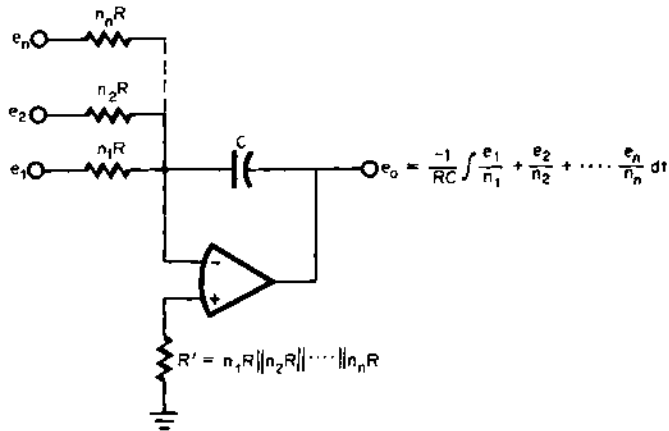 nₙR
eₙ
n₂R
e₂
n₁R
e₁
C
eₒ = -1/RC ∫ e₁/n₁ + e₂/n₂ + ···· eₙ/nₙ dt
−
+
R' = n₁R||n₂R||····||nₙR